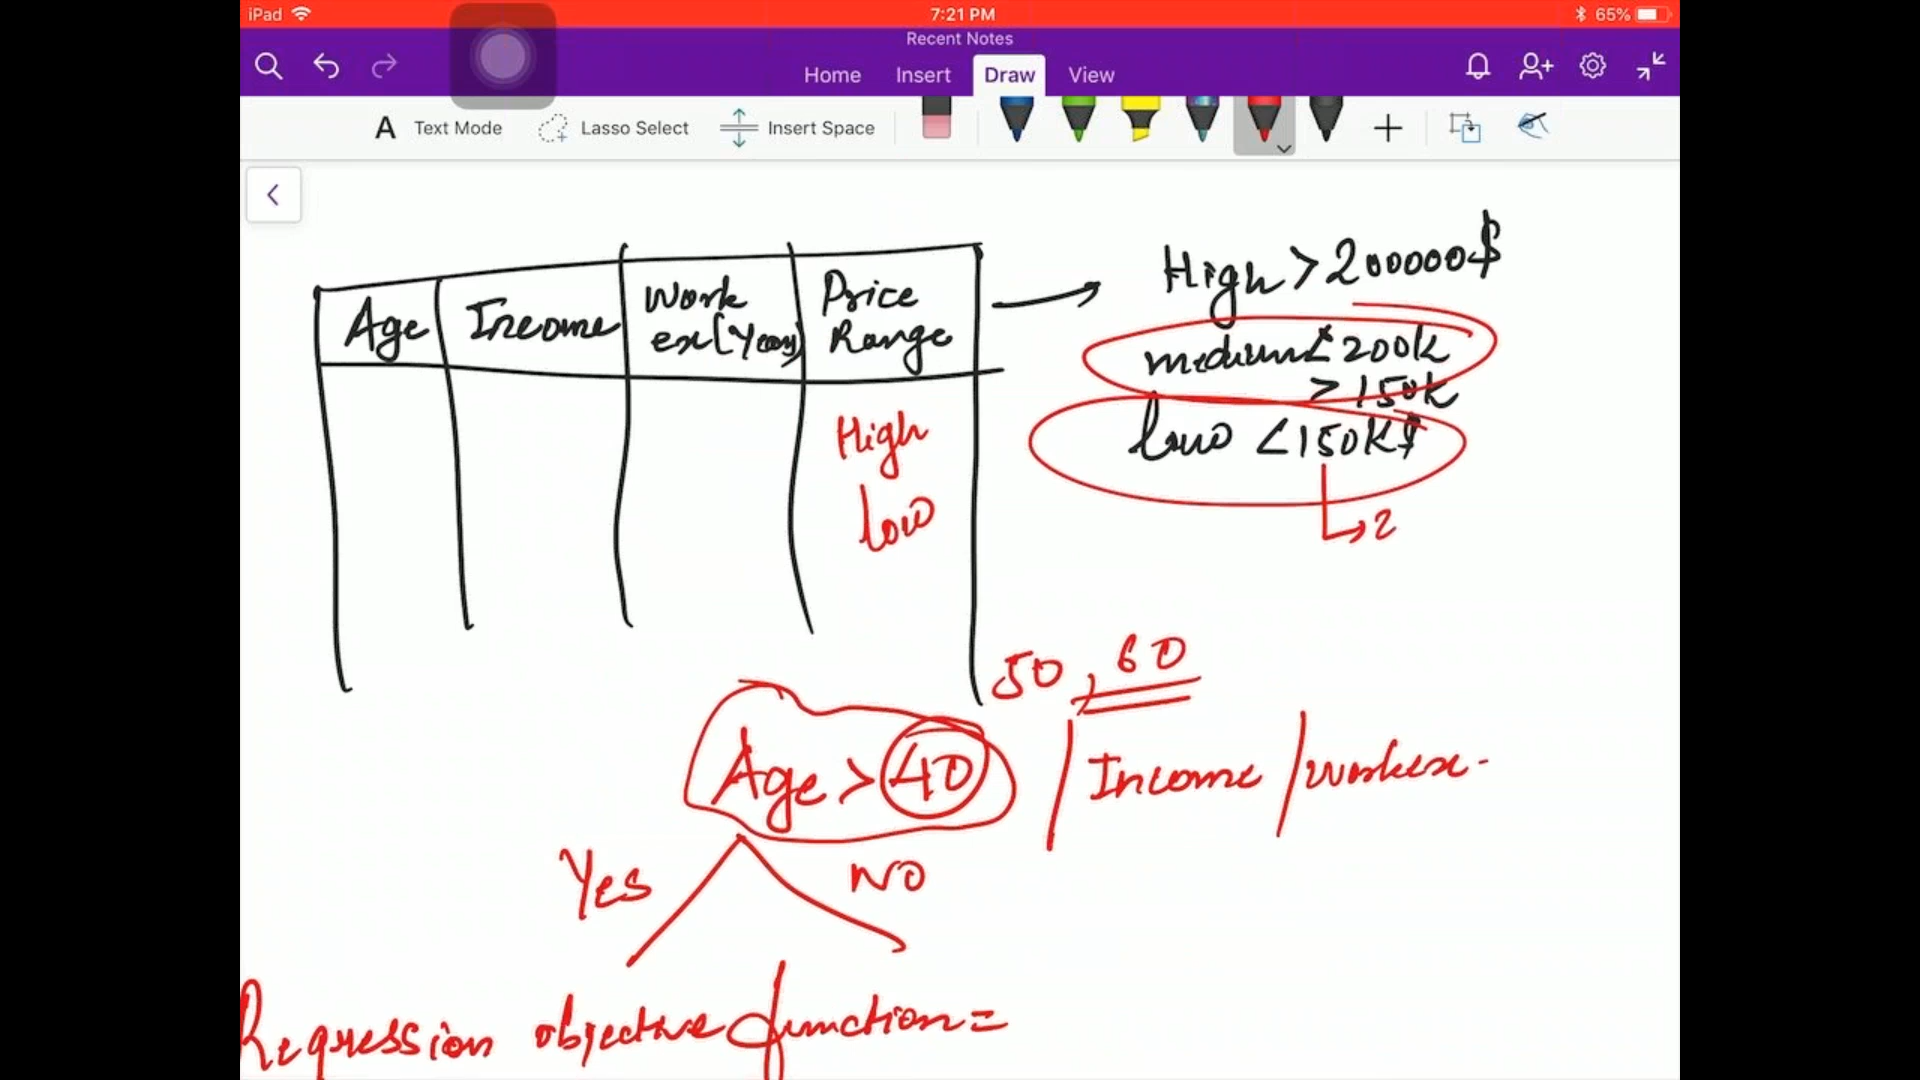 iPad 7:21 PM 65%
Recent Notes
Home Insert Draw View
A Text Mode Lasso Select Insert Space
Age Income Work ex(Years) Price Range
High > 200000$
medium < 200k
> 150k
low < 150K$
2
High
low
50, 60
Age > 40 / Income / workex.
Yes NO
Regression objective function =